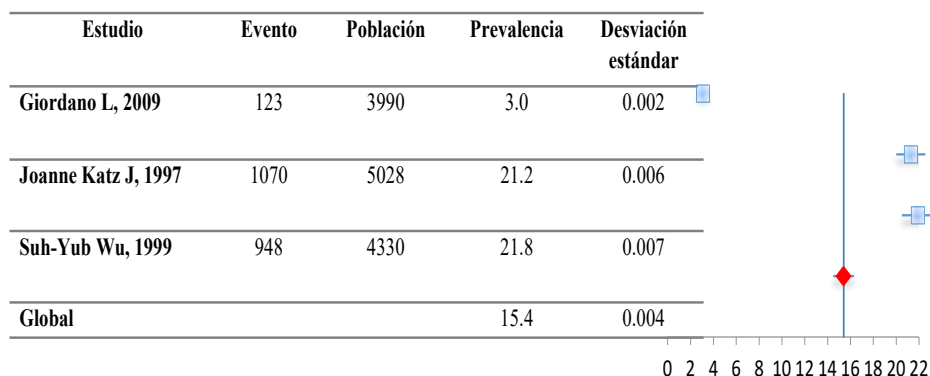 Estudio Evento Población Prevalencia Desviación
estándar
Giordano L, 2009 123 3990 3.0 0.002
Joanne Katz J, 1997 1070 5028 21.2 0.006
Suh-Yub Wu, 1999 948 4330 21.8 0.007
Global 15.4 0.004
0 2 4 6 8 10 12 14 16 18 20 22